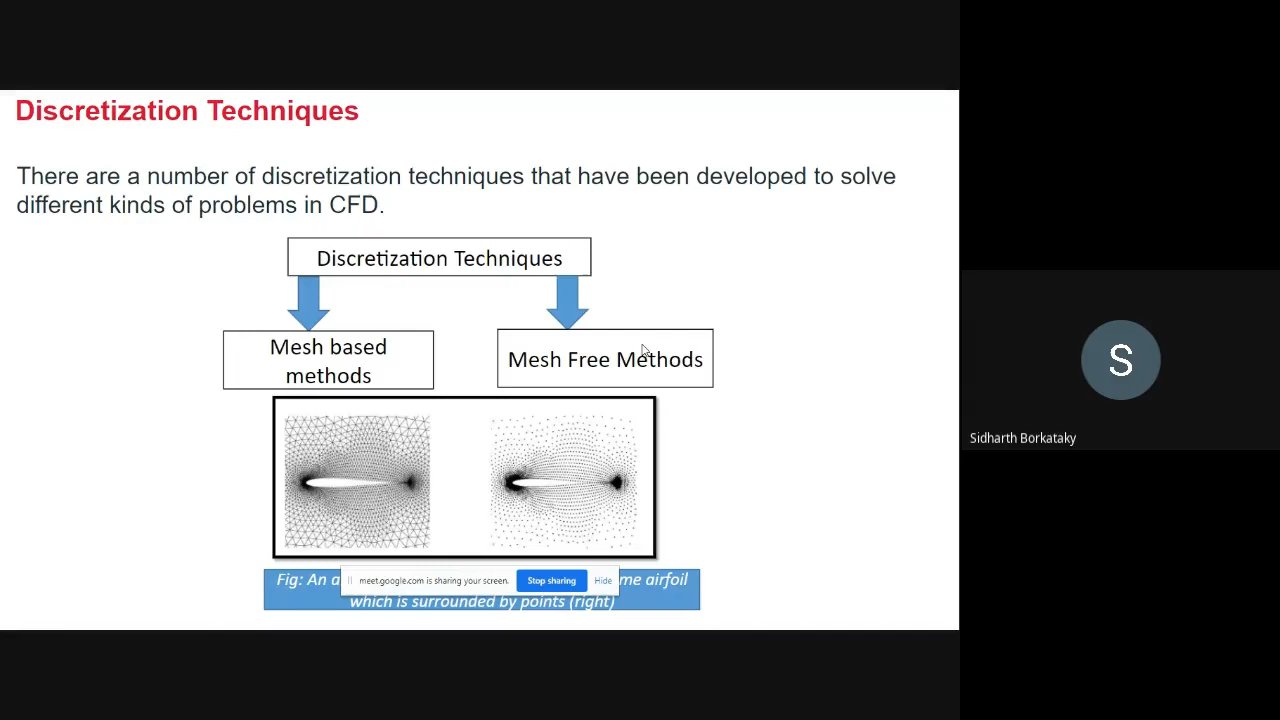 Discretization Techniques
There are a number of discretization techniques that have been developed to solve
different kinds of problems in CFD.
Discretization Techniques
Mesh based
methods
Mesh Free Methods
Fig: An a
me airfoil
which is surrounded by points (right)
meet.google.com is sharing your screen.
Stop sharing
Hide
S
Sidharth Borkataky